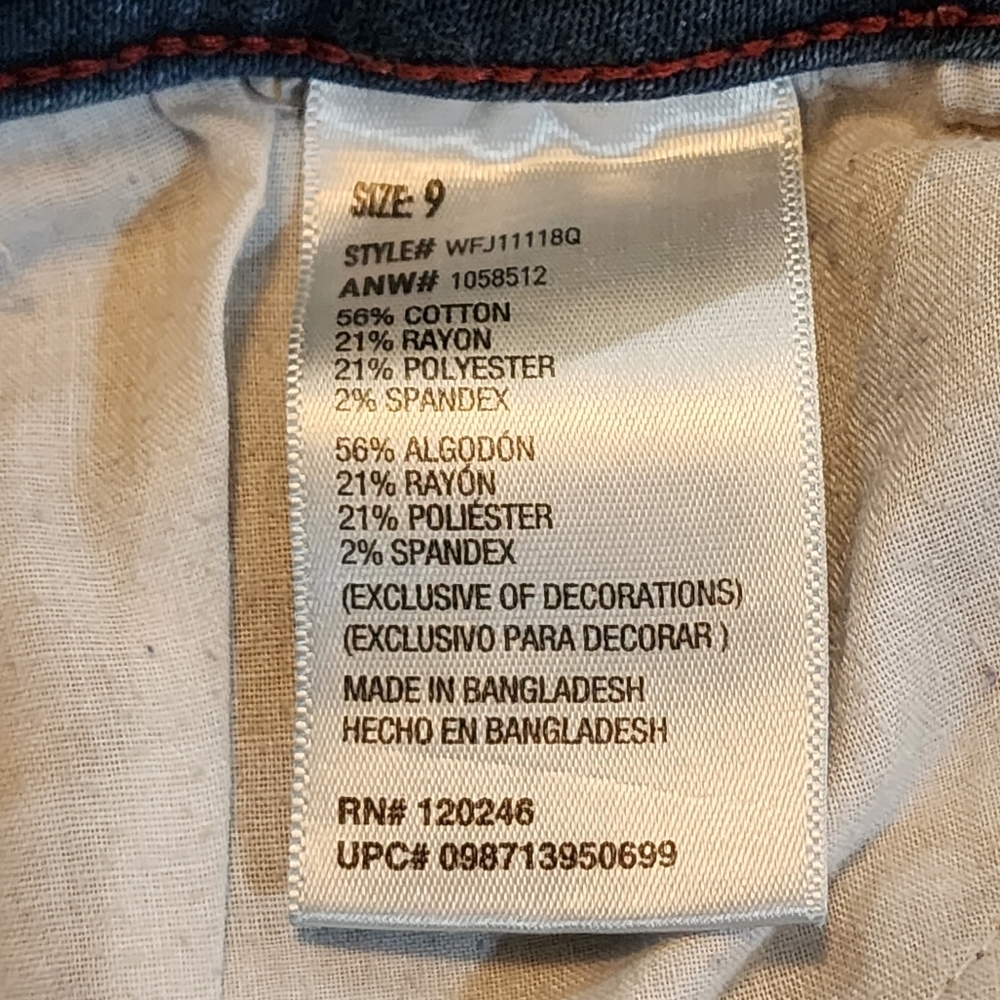 SIZE: 9
STYLE# WFJ11118Q
ANW# 1058512
56% COTTON
21% RAYON
21% POLYESTER
2% SPANDEX
56% ALGODÓN
21% RAYÓN
21% POLIÉSTER
2% SPANDEX
(EXCLUSIVE OF DECORATIONS)
(EXCLUSIVO PARA DECORAR )
MADE IN BANGLADESH
HECHO EN BANGLADESH
RN# 120246
UPC# 098713950699